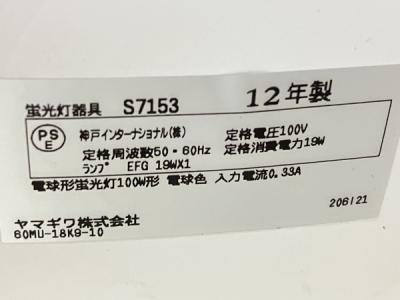 蛍光灯器具 S7153 12年製
PS E 神戸インターナショナル(株) 定格電圧100V
定格周波数50・60Hz 定格消費電力19W
ランプ EFG 19WX1
電球形蛍光灯100W形 電球色 入力電流0.33A
ヤマギワ株式会社 206I21
60MU-18K9-10